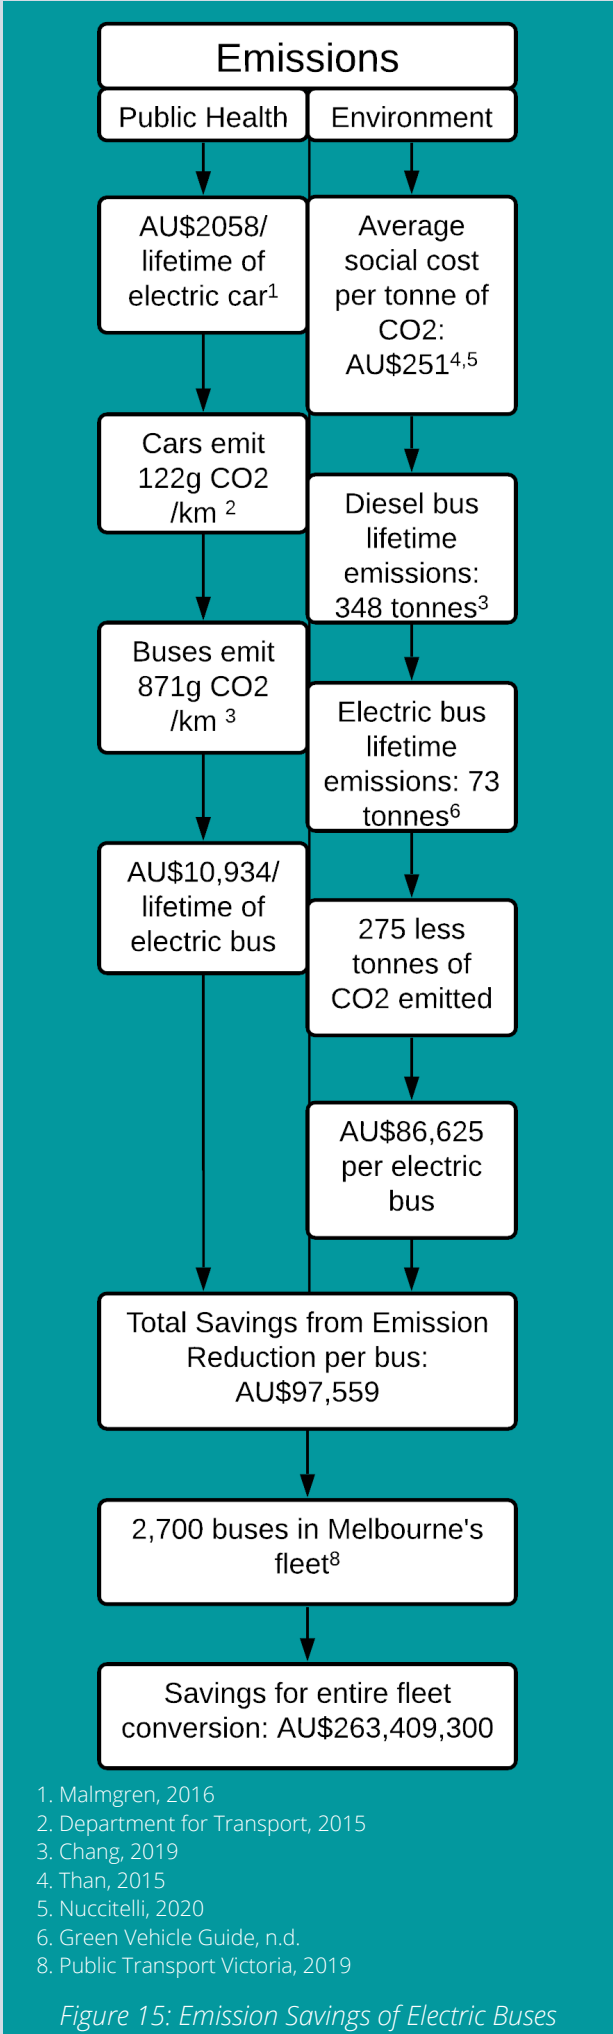 Emissions
Public Health
Environment
AU$2058/
lifetime of
electric car1
Cars emit
122g CO2
/km 2
Buses emit
871g CO2
/km 3
AU$10,934/
lifetime of
electric bus
Average
social cost
per tonne of
CO2:
AU$2514,5
Diesel bus
lifetime
emissions:
348 tonnes3
Electric bus
lifetime
emissions: 73
tonnes6
275 less
tonnes of
CO2 emitted
AU$86,625
per electric
bus
Total Savings from Emission
Reduction per bus:
AU$97,559
2,700 buses in Melbourne's
fleet8
Savings for entire fleet
conversion: AU$263,409,300
1. Malmgren, 2016
2. Department for Transport, 2015
3. Chang, 2019
4. Than, 2015
5. Nuccitelli, 2020
6. Green Vehicle Guide, n.d.
8. Public Transport Victoria, 2019
Figure 15: Emission Savings of Electric Buses